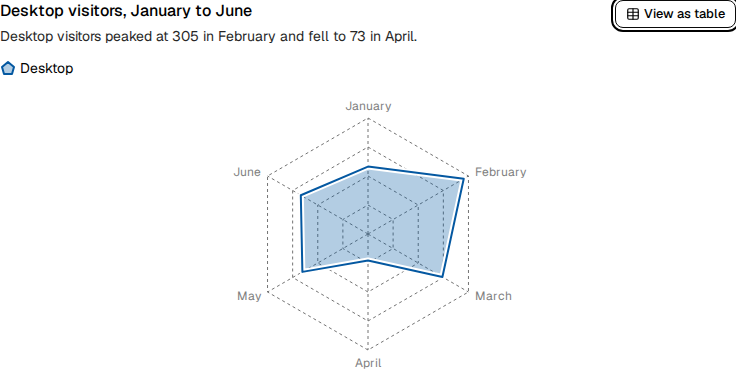 Desktop visitors, January to June
View as table
Desktop visitors peaked at 305 in February and fell to 73 in April.
Desktop
January
June
February
May
March
April